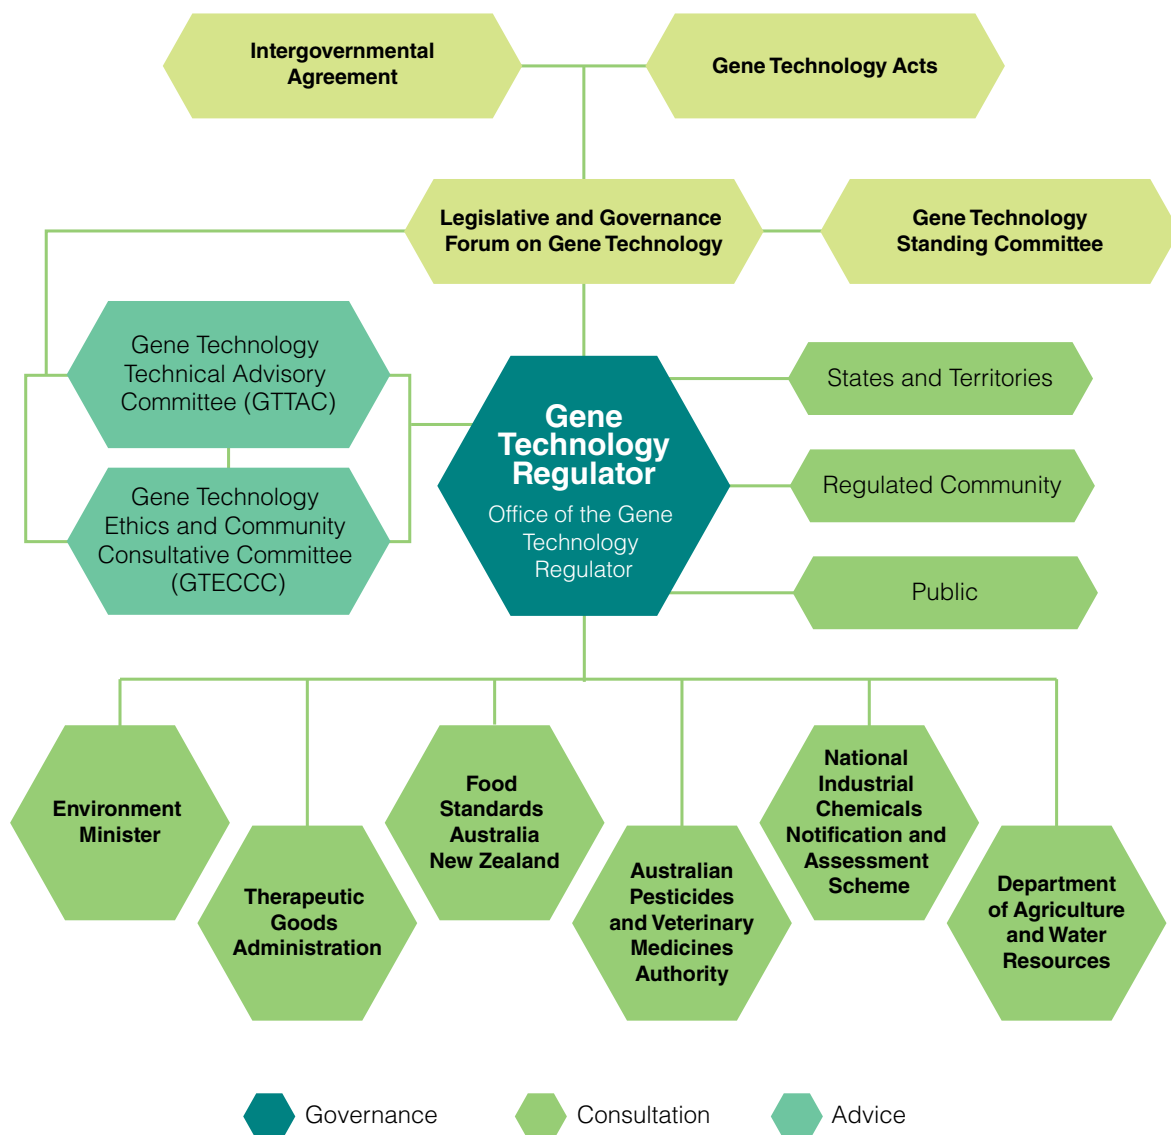 Intergovernmental
Agreement
Gene Technology Acts
Legislative and Governance
Forum on Gene Technology
Gene Technology
Standing Committee
Gene Technology
Technical Advisory
Committee (GTTAC)
Gene Technology
Ethics and Community
Consultative Committee
(GTECCC)
Gene
Technology
Regulator
Office of the Gene
Technology
Regulator
States and Territories
Regulated Community
Public
Environment
Minister
Therapeutic
Goods
Administration
Food
Standards
Australia
New Zealand
Australian
Pesticides
and Veterinary
Medicines
Authority
National
Industrial
Chemicals
Notification and
Assessment
Scheme
Department
of Agriculture
and Water
Resources
Governance
Consultation
Advice